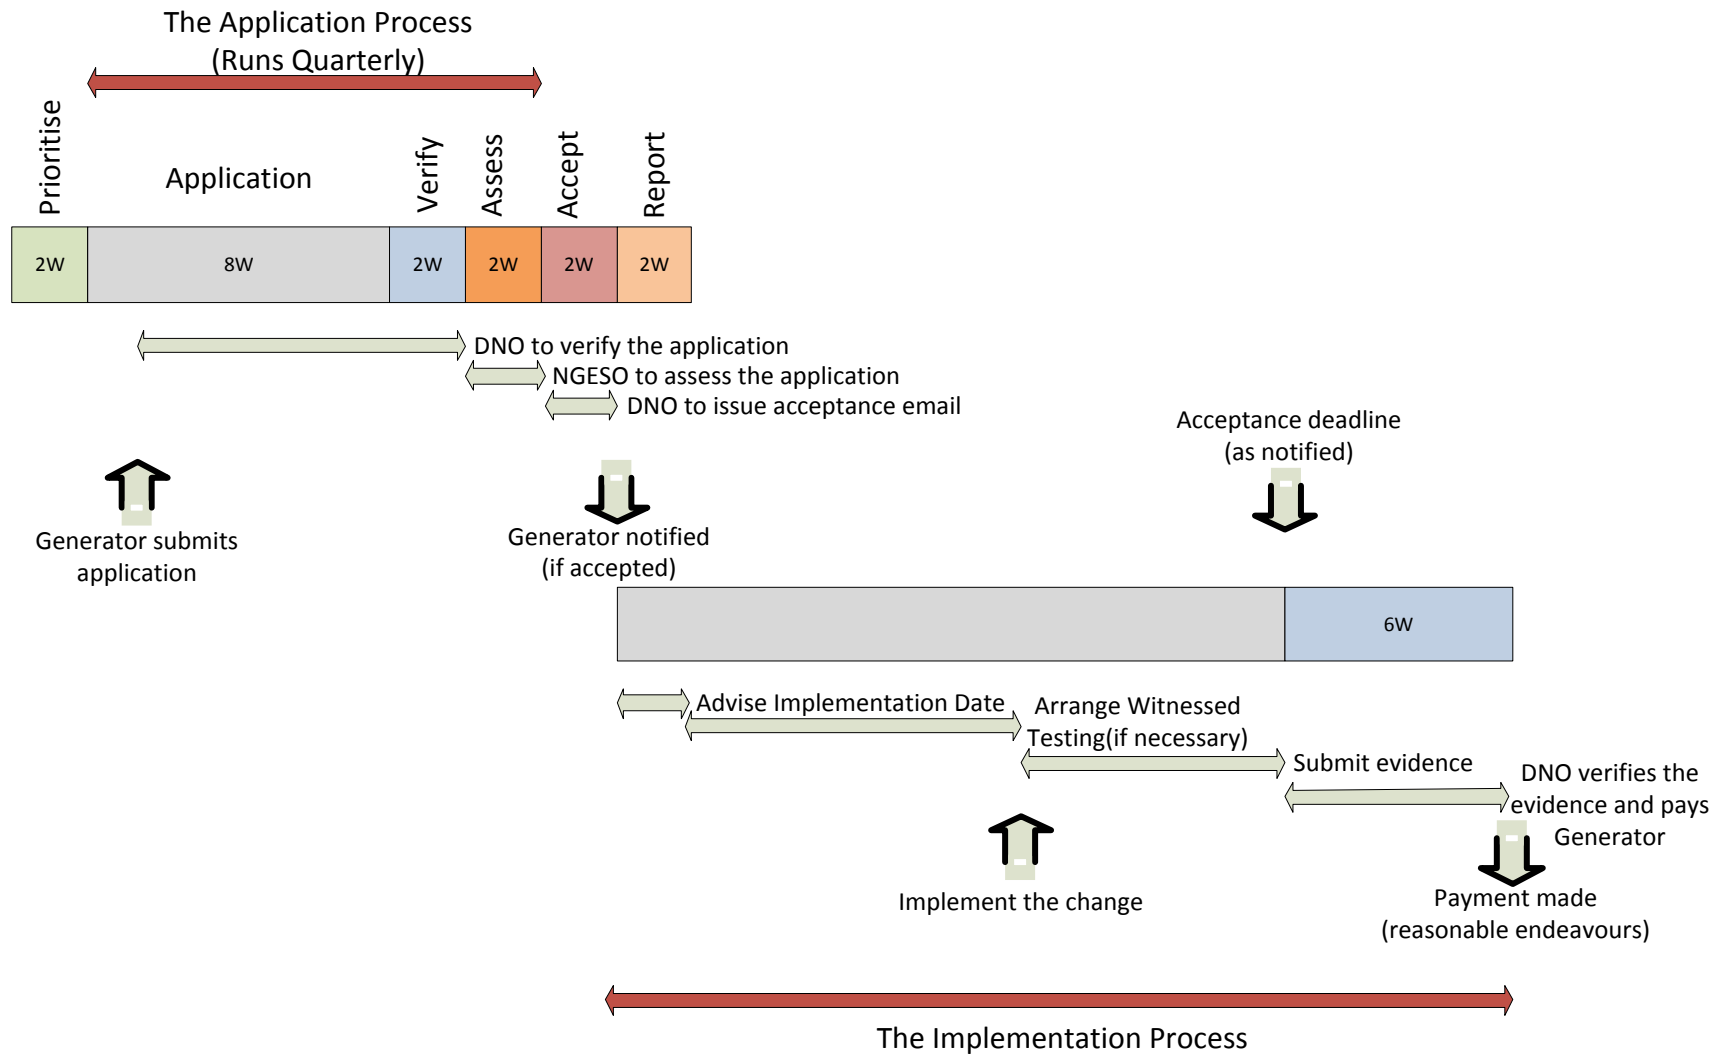 The Application Process
(Runs Quarterly)
Prioritise
Application
Verify
Assess
Accept
Report
2W
8W
2W
2W
2W
2W
DNO to verify the application
NGESO to assess the application
DNO to issue acceptance email
Acceptance deadline
(as notified)
Generator submits
application
Generator notified
(if accepted)
6W
Advise Implementation Date
Arrange Witnessed
Testing(if necessary)
Submit evidence
DNO verifies the
evidence and pays
Generator
Implement the change
Payment made
(reasonable endeavours)
The Implementation Process